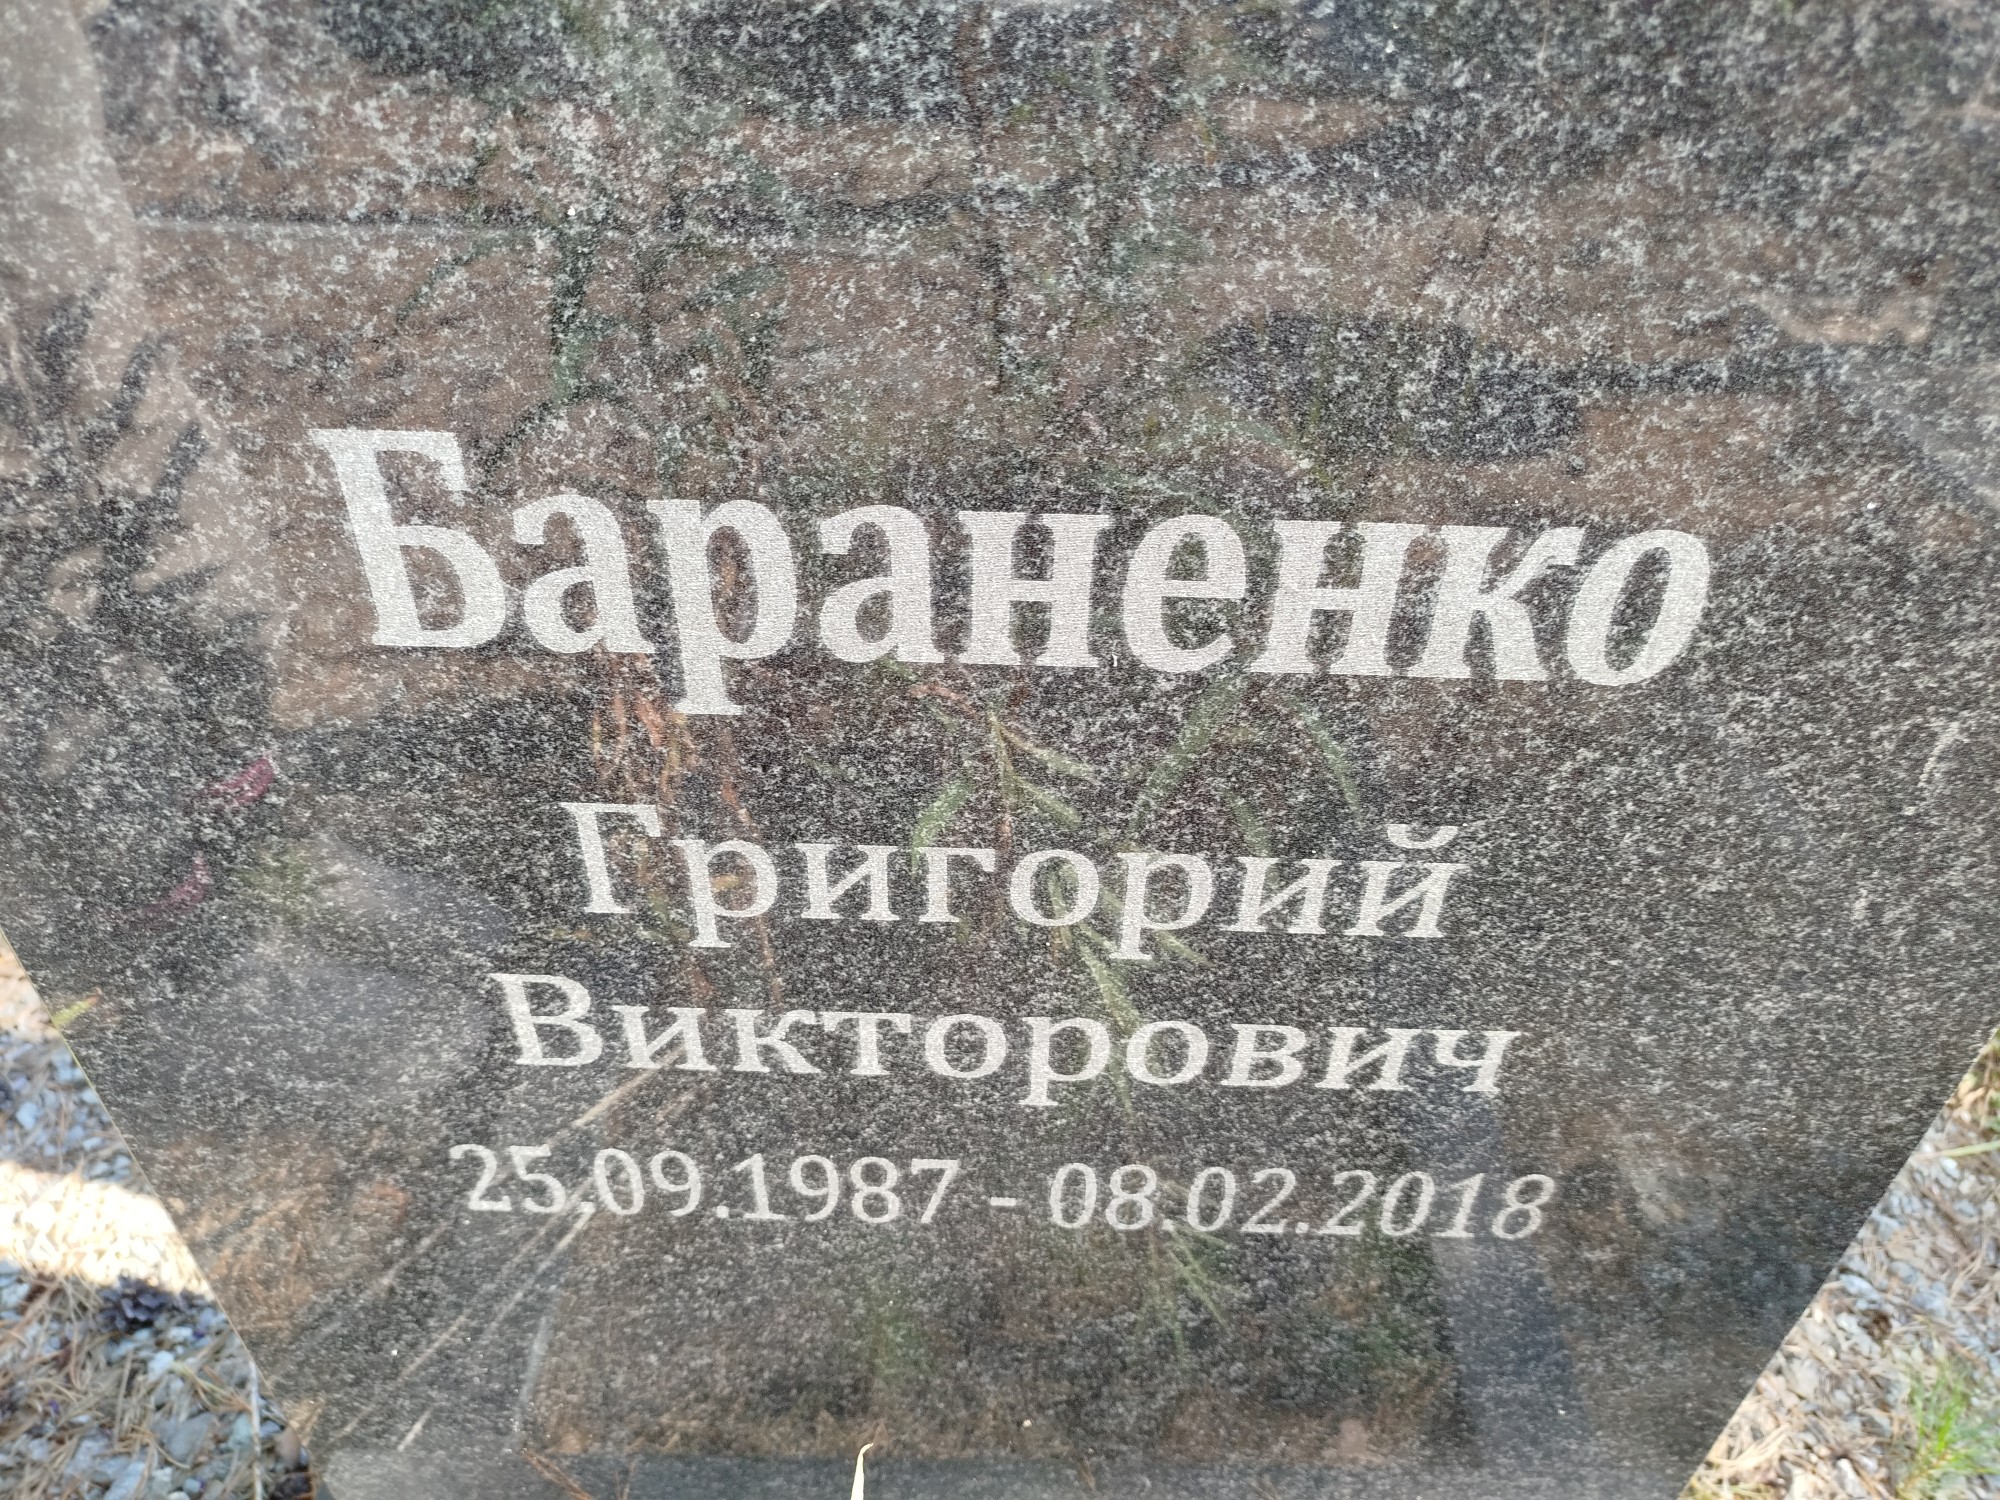 Бараненко
Григорий
Викторович
25.09.1987 - 08.02.2018